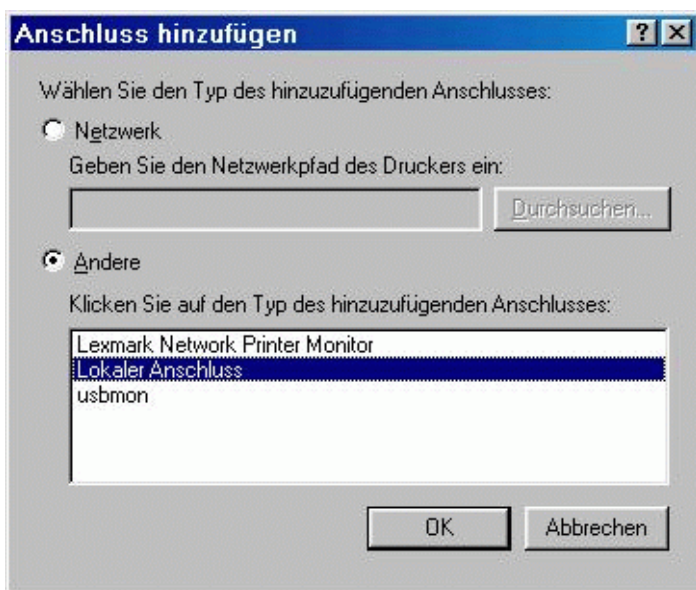 Anschluss hinzufügen
Wählen Sie den Typ des hinzuzufügenden Anschlusses:
Netzwerk
Geben Sie den Netzwerkpfad des Druckers ein:
Durchsuchen...
Andere
Klicken Sie auf den Typ des hinzuzufügenden Anschlusses:
Lexmark Network Printer Monitor
Lokaler Anschluss
usbmon
OK Abbrechen